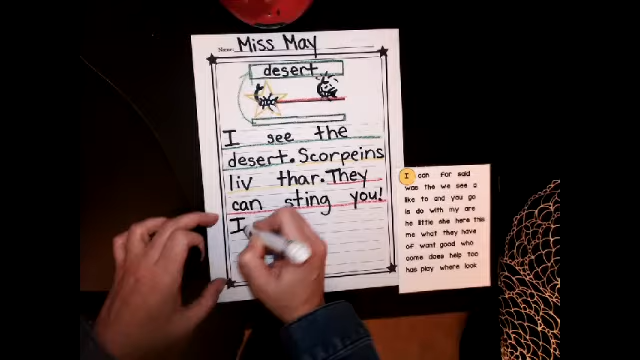 Name: Miss May
desert
I see the
desert. Scorpeins
liv thar. They
can sting you!
I
I can for said
was the we see a
like to and you go
is do with my are
he little she here this
me what they have
of want good who
come does help too
has play where look